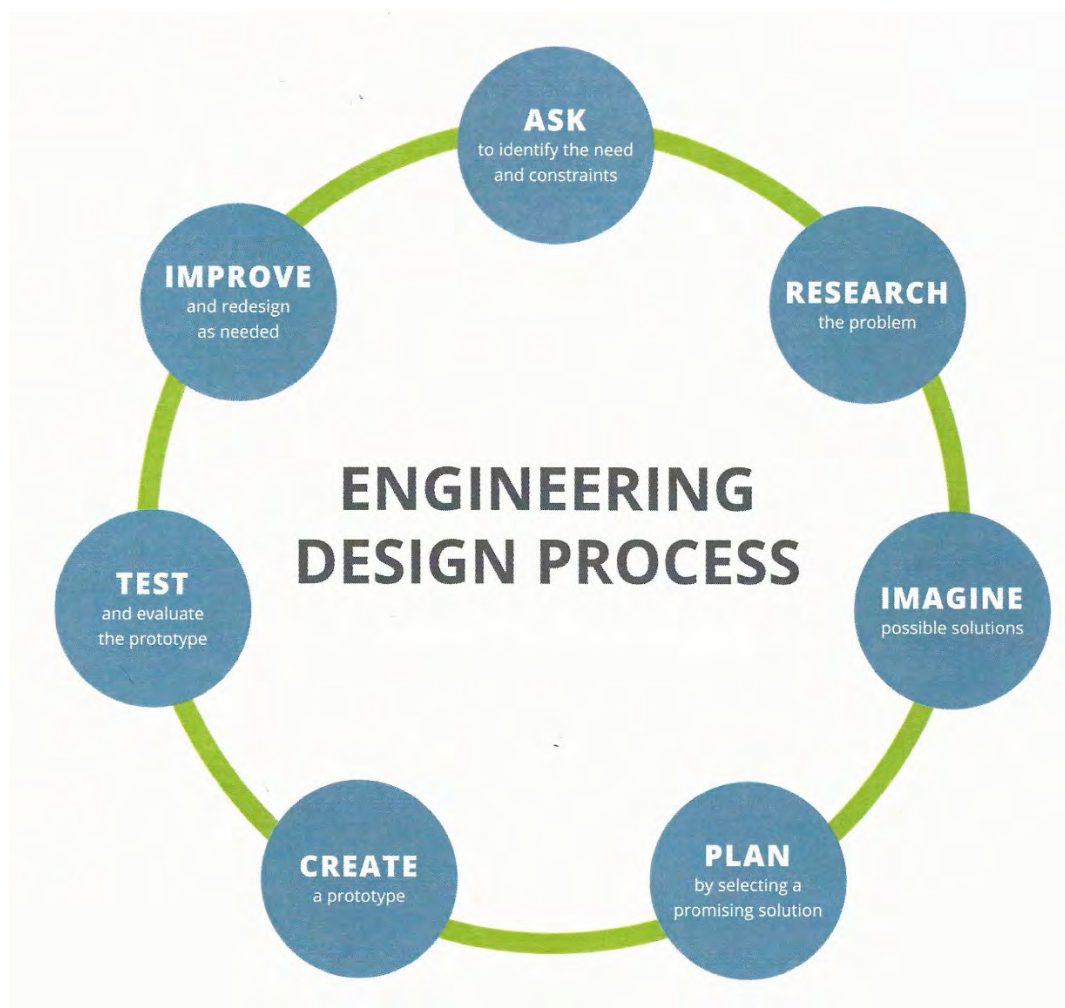 ASK
to identify the need
and constraints
RESEARCH
the problem
IMAGINE
possible solutions
PLAN
by selecting a
promising solution
CREATE
a prototype
TEST
and evaluate
the prototype
IMPROVE
and redesign
as needed
ENGINEERING
DESIGN PROCESS